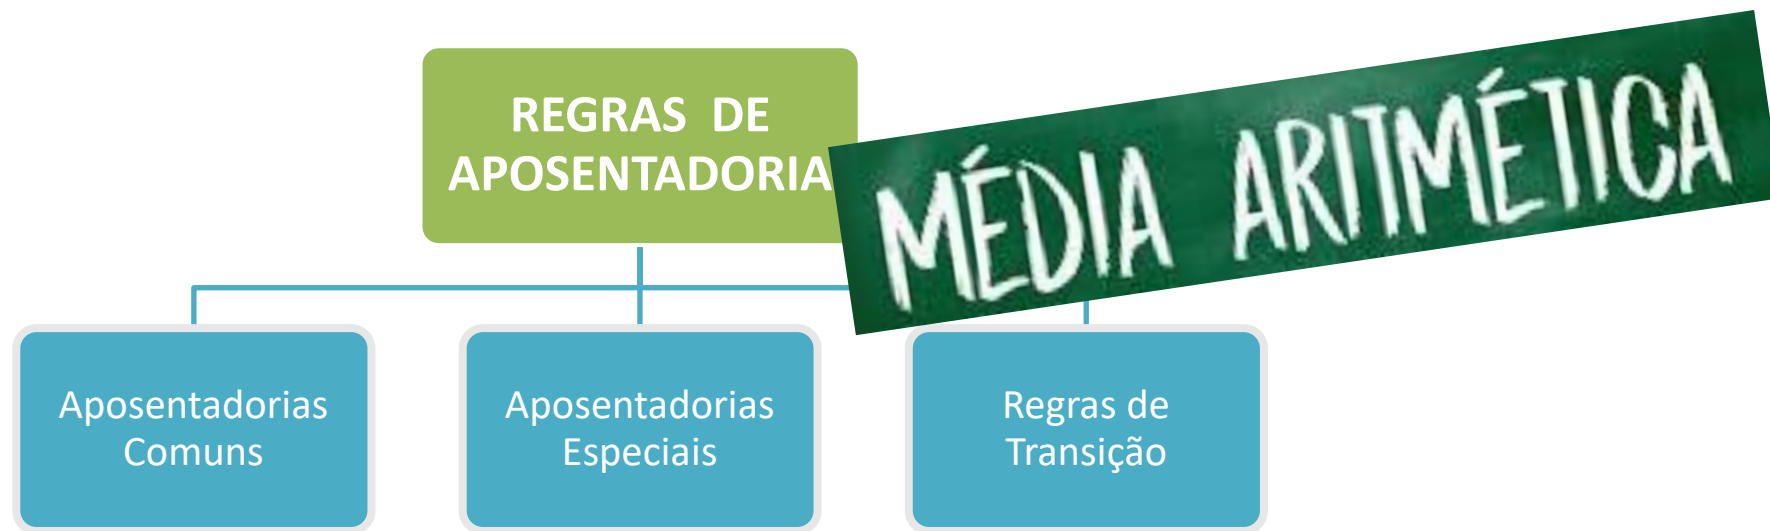 REGRAS DE
APOSENTADORIA
MÉDIA ARITMÉTICA
Aposentadorias
Comuns
Aposentadorias
Especiais
Regras de
Transição